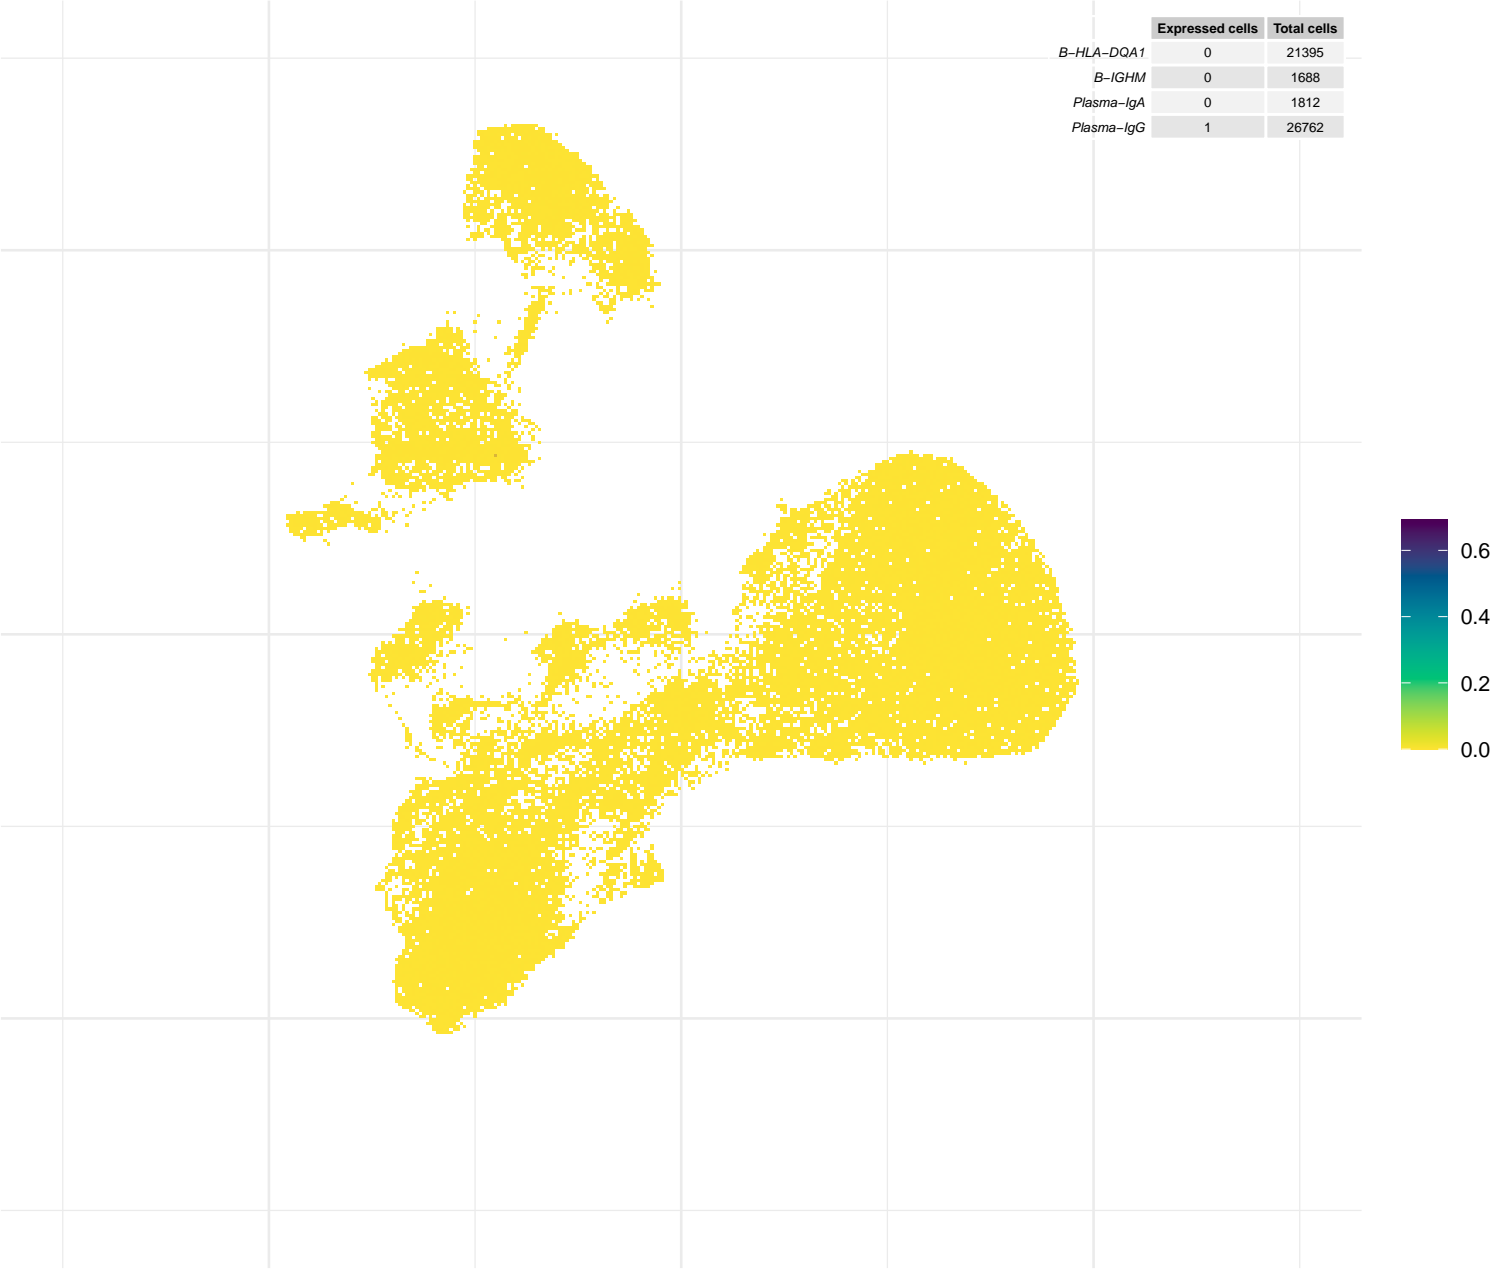 Expressed cells Total cells
B−HLA−DQA1 0 21395
B−IGHM 0 1688
Plasma−IgA 0 1812
Plasma−IgG 1 26762
0.6
0.4
0.2
0.0